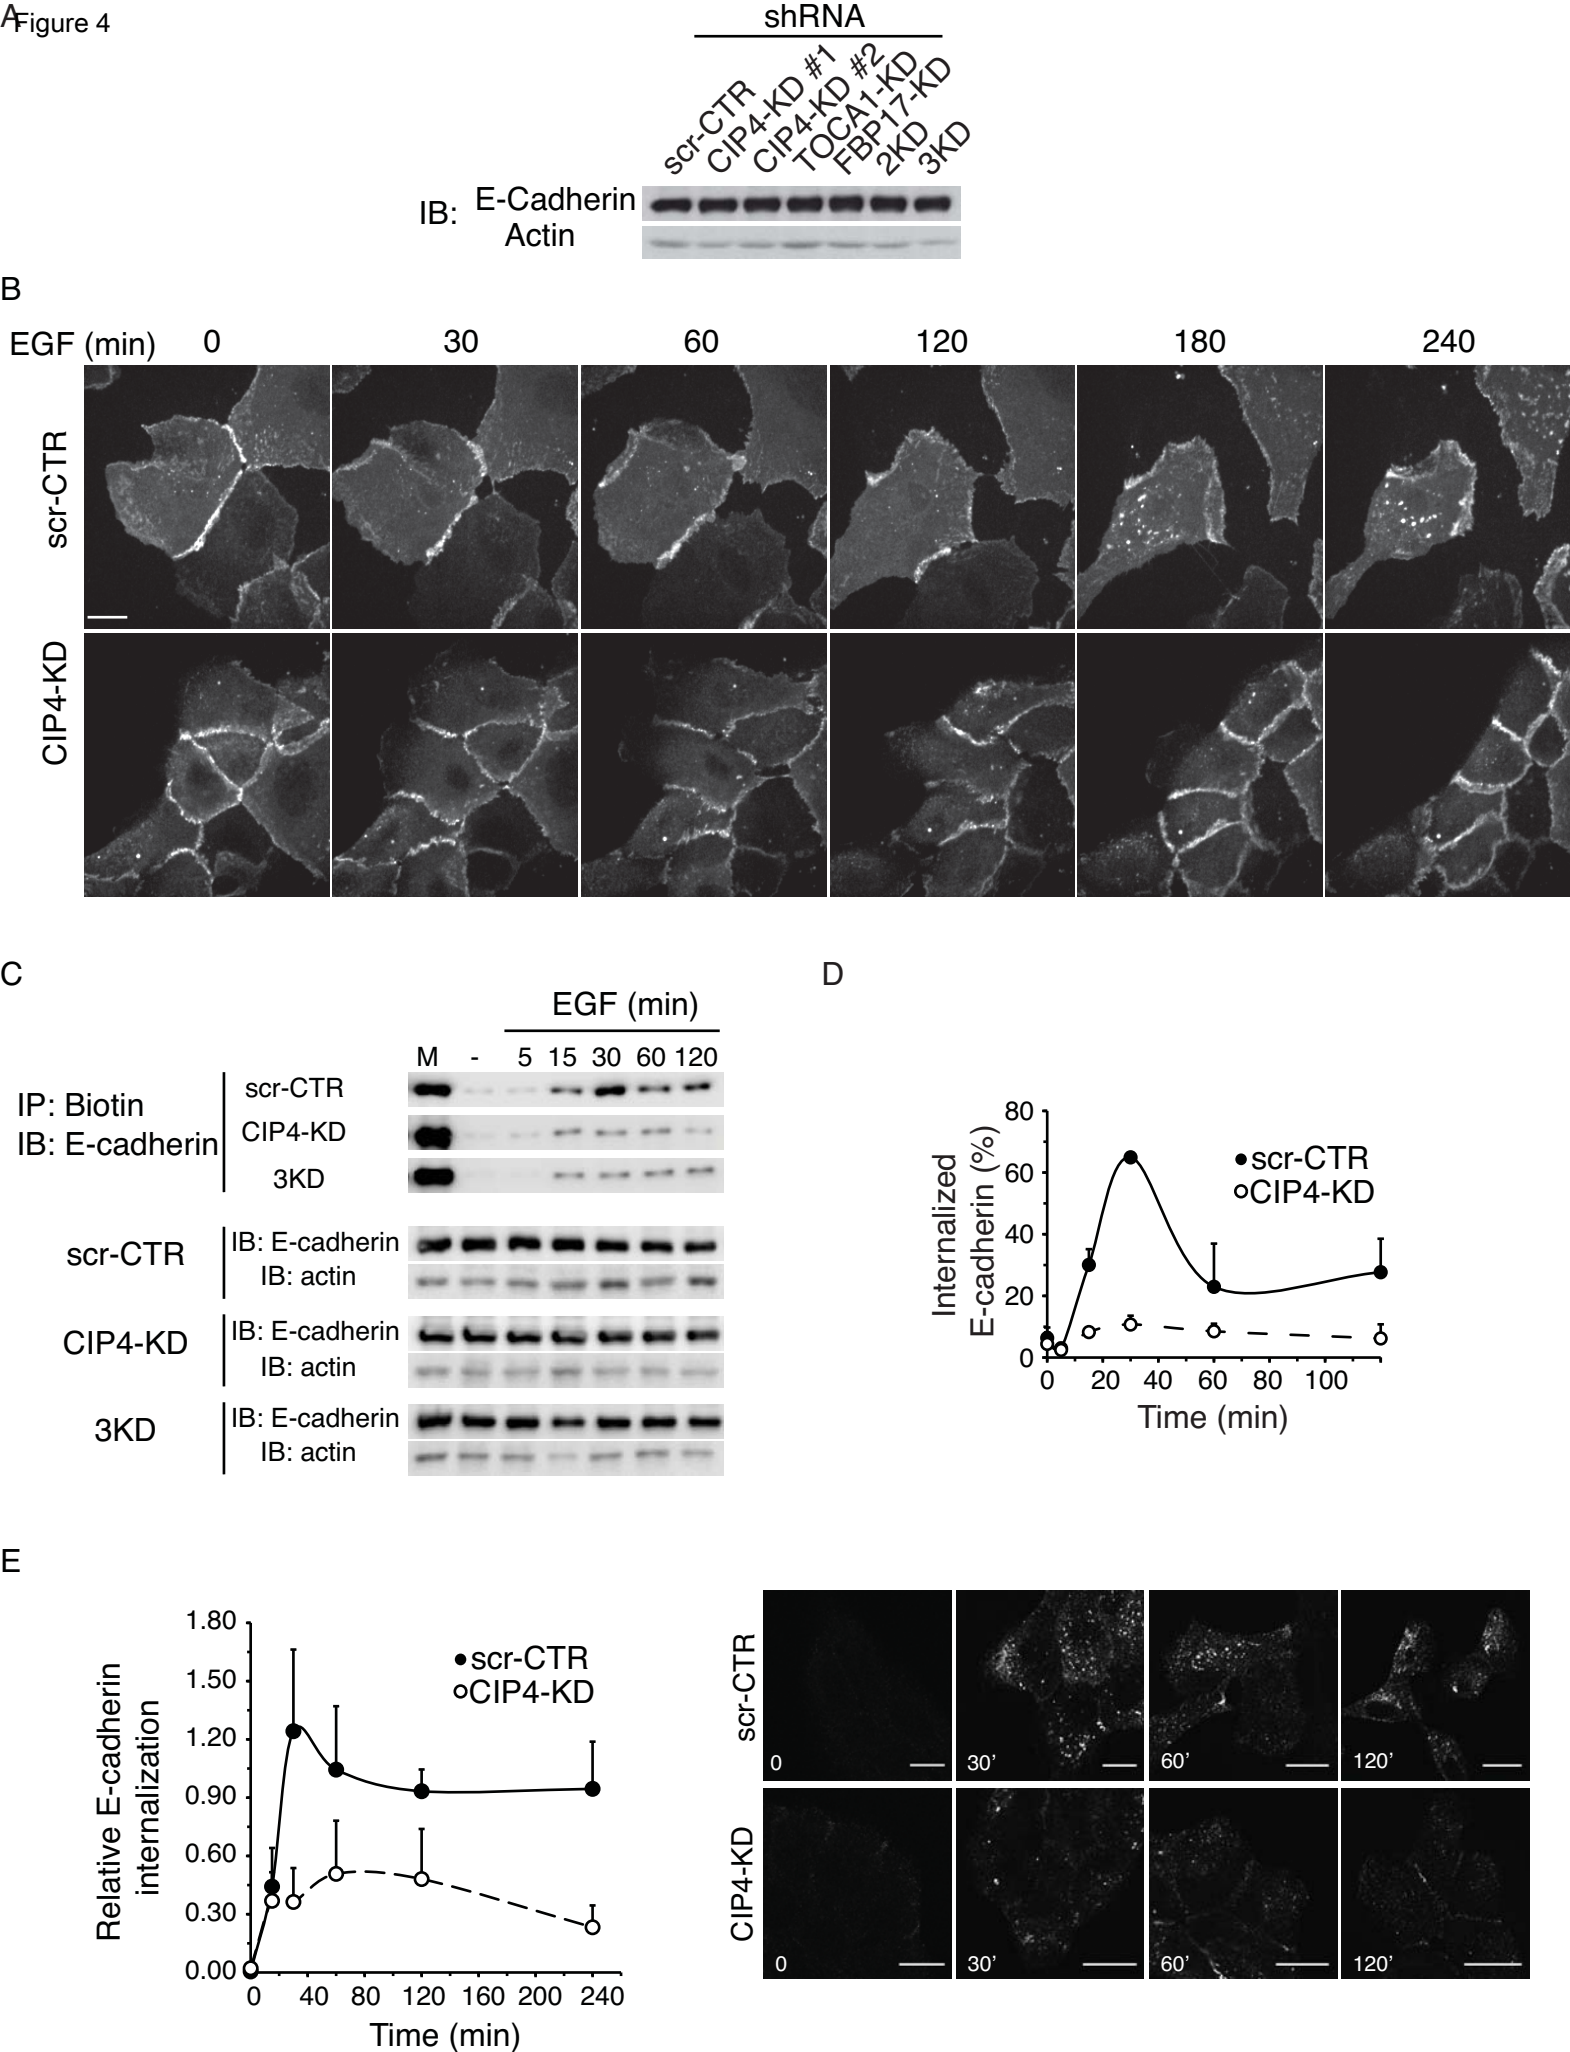 A
Figure 4
shRNA
scr-CTR
CIP4-KD #1
CIP4-KD #2
TOCA1-KD
FBP17-KD
2KD
3KD
IB: E-Cadherin
Actin
B
EGF (min) 0 30 60 120 180 240
scr-CTR
CIP4-KD
C
EGF (min)
M - 5 15 30 60 120
IP: Biotin
IB: E-cadherin
scr-CTR
CIP4-KD
3KD
scr-CTR
IB: E-cadherin
IB: actin
CIP4-KD
IB: E-cadherin
IB: actin
3KD
IB: E-cadherin
IB: actin
D
Internalized
E-cadherin (%)
80
60
40
20
0
scr-CTR
CIP4-KD
0 20 40 60 80 100
Time (min)
E
Relative E-cadherin
internalization
1.80
1.50
1.20
0.90
0.60
0.30
0.00
scr-CTR
CIP4-KD
0 40 80 120 160 200 240
Time (min)
scr-CTR
0 30’ 60’ 120’
CIP4-KD
0 30’ 60’ 120’